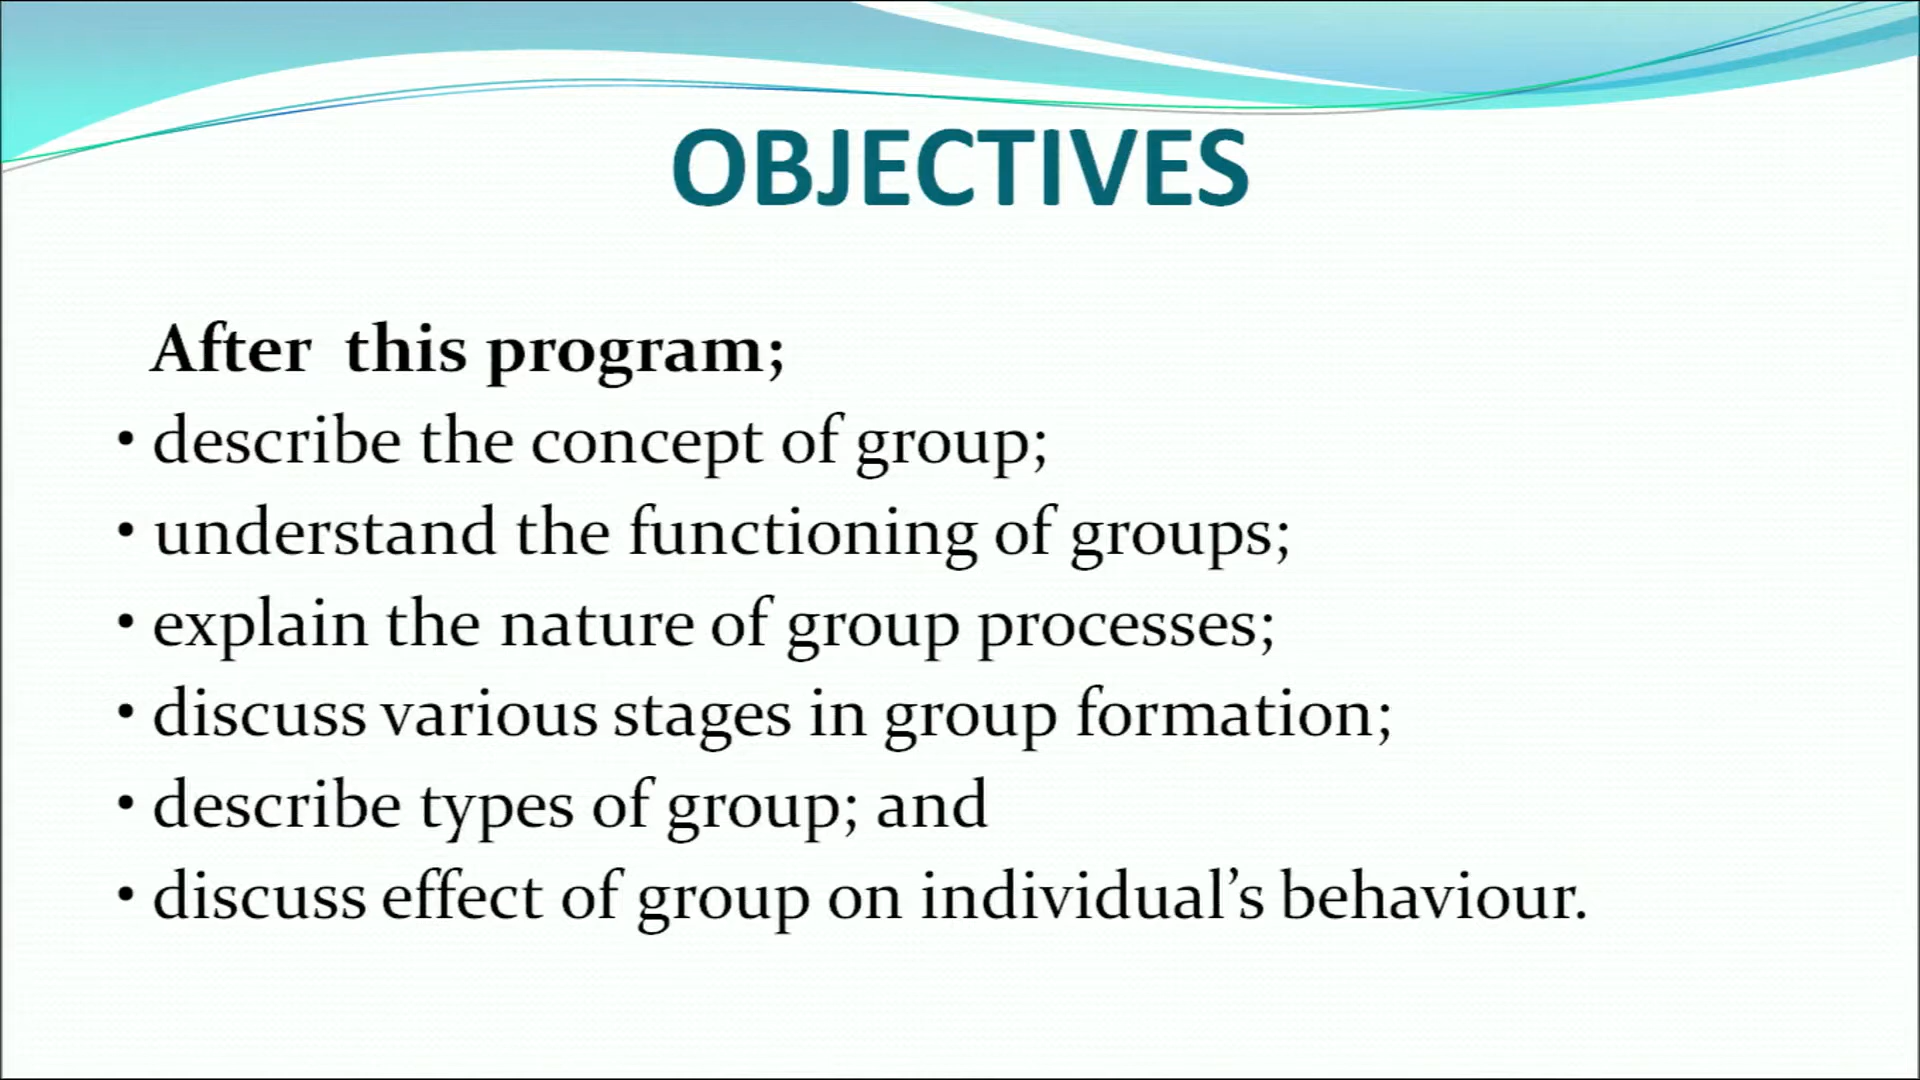 OBJECTIVES
After  this program;
• describe the concept of group;
• understand the functioning of groups;
• explain the nature of group processes;
• discuss various stages in group formation;
• describe types of group; and
• discuss effect of group on individual’s behaviour.